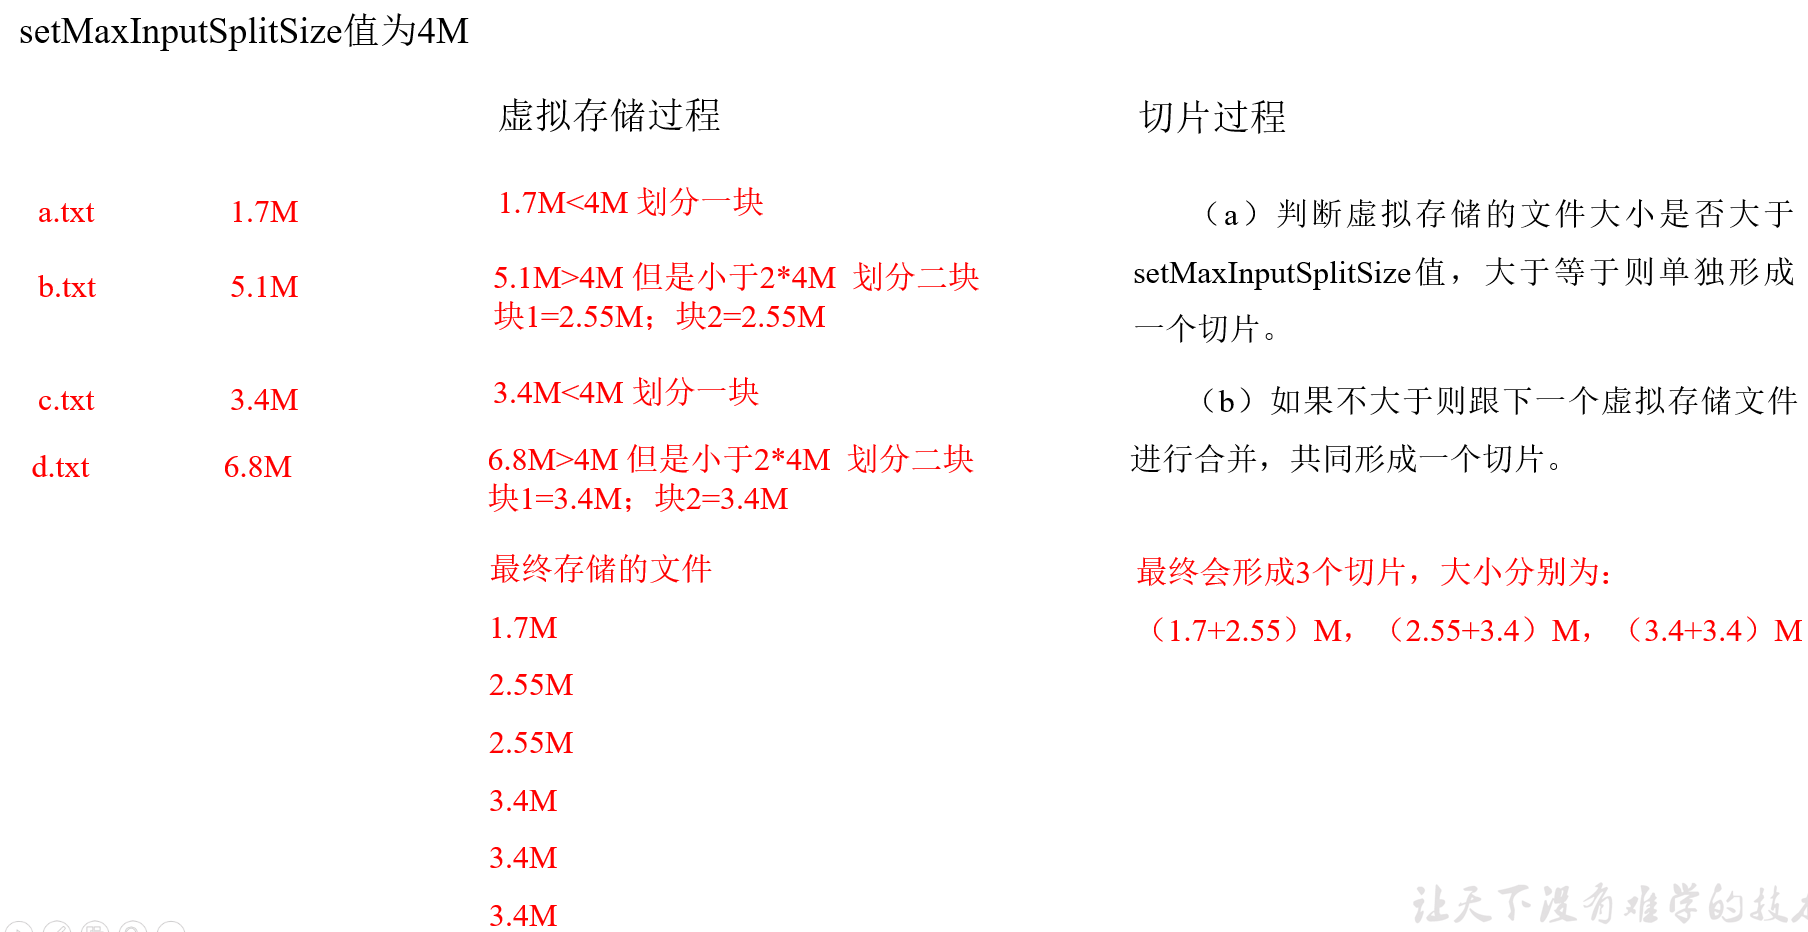 setMaxInputSplitSize值为4M
虚拟存储过程
切片过程
a.txt 1.7M
1.7M<4M 划分一块
b.txt 5.1M
5.1M>4M 但是小于2*4M 划分二块
块1=2.55M；块2=2.55M
c.txt 3.4M
3.4M<4M 划分一块
d.txt 6.8M
6.8M>4M 但是小于2*4M 划分二块
块1=3.4M；块2=3.4M
最终存储的文件
1.7M
2.55M
2.55M
3.4M
3.4M
3.4M
（a）判断虚拟存储的文件大小是否大于
setMaxInputSplitSize值，大于等于则单独形成
一个切片。
（b）如果不大于则跟下一个虚拟存储文件
进行合并，共同形成一个切片。
最终会形成3个切片，大小分别为：
（1.7+2.55）M，（2.55+3.4）M，（3.4+3.4）M
让天下没有难学的技术